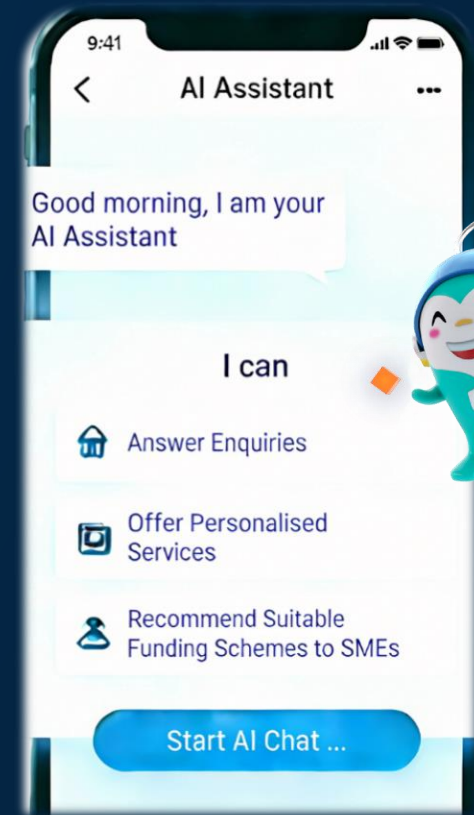 9:41
AI Assistant
Good morning, I am your
AI Assistant
I can
Answer Enquiries
Offer Personalised
Services
Recommend Suitable
Funding Schemes to SMEs
Start AI Chat ...